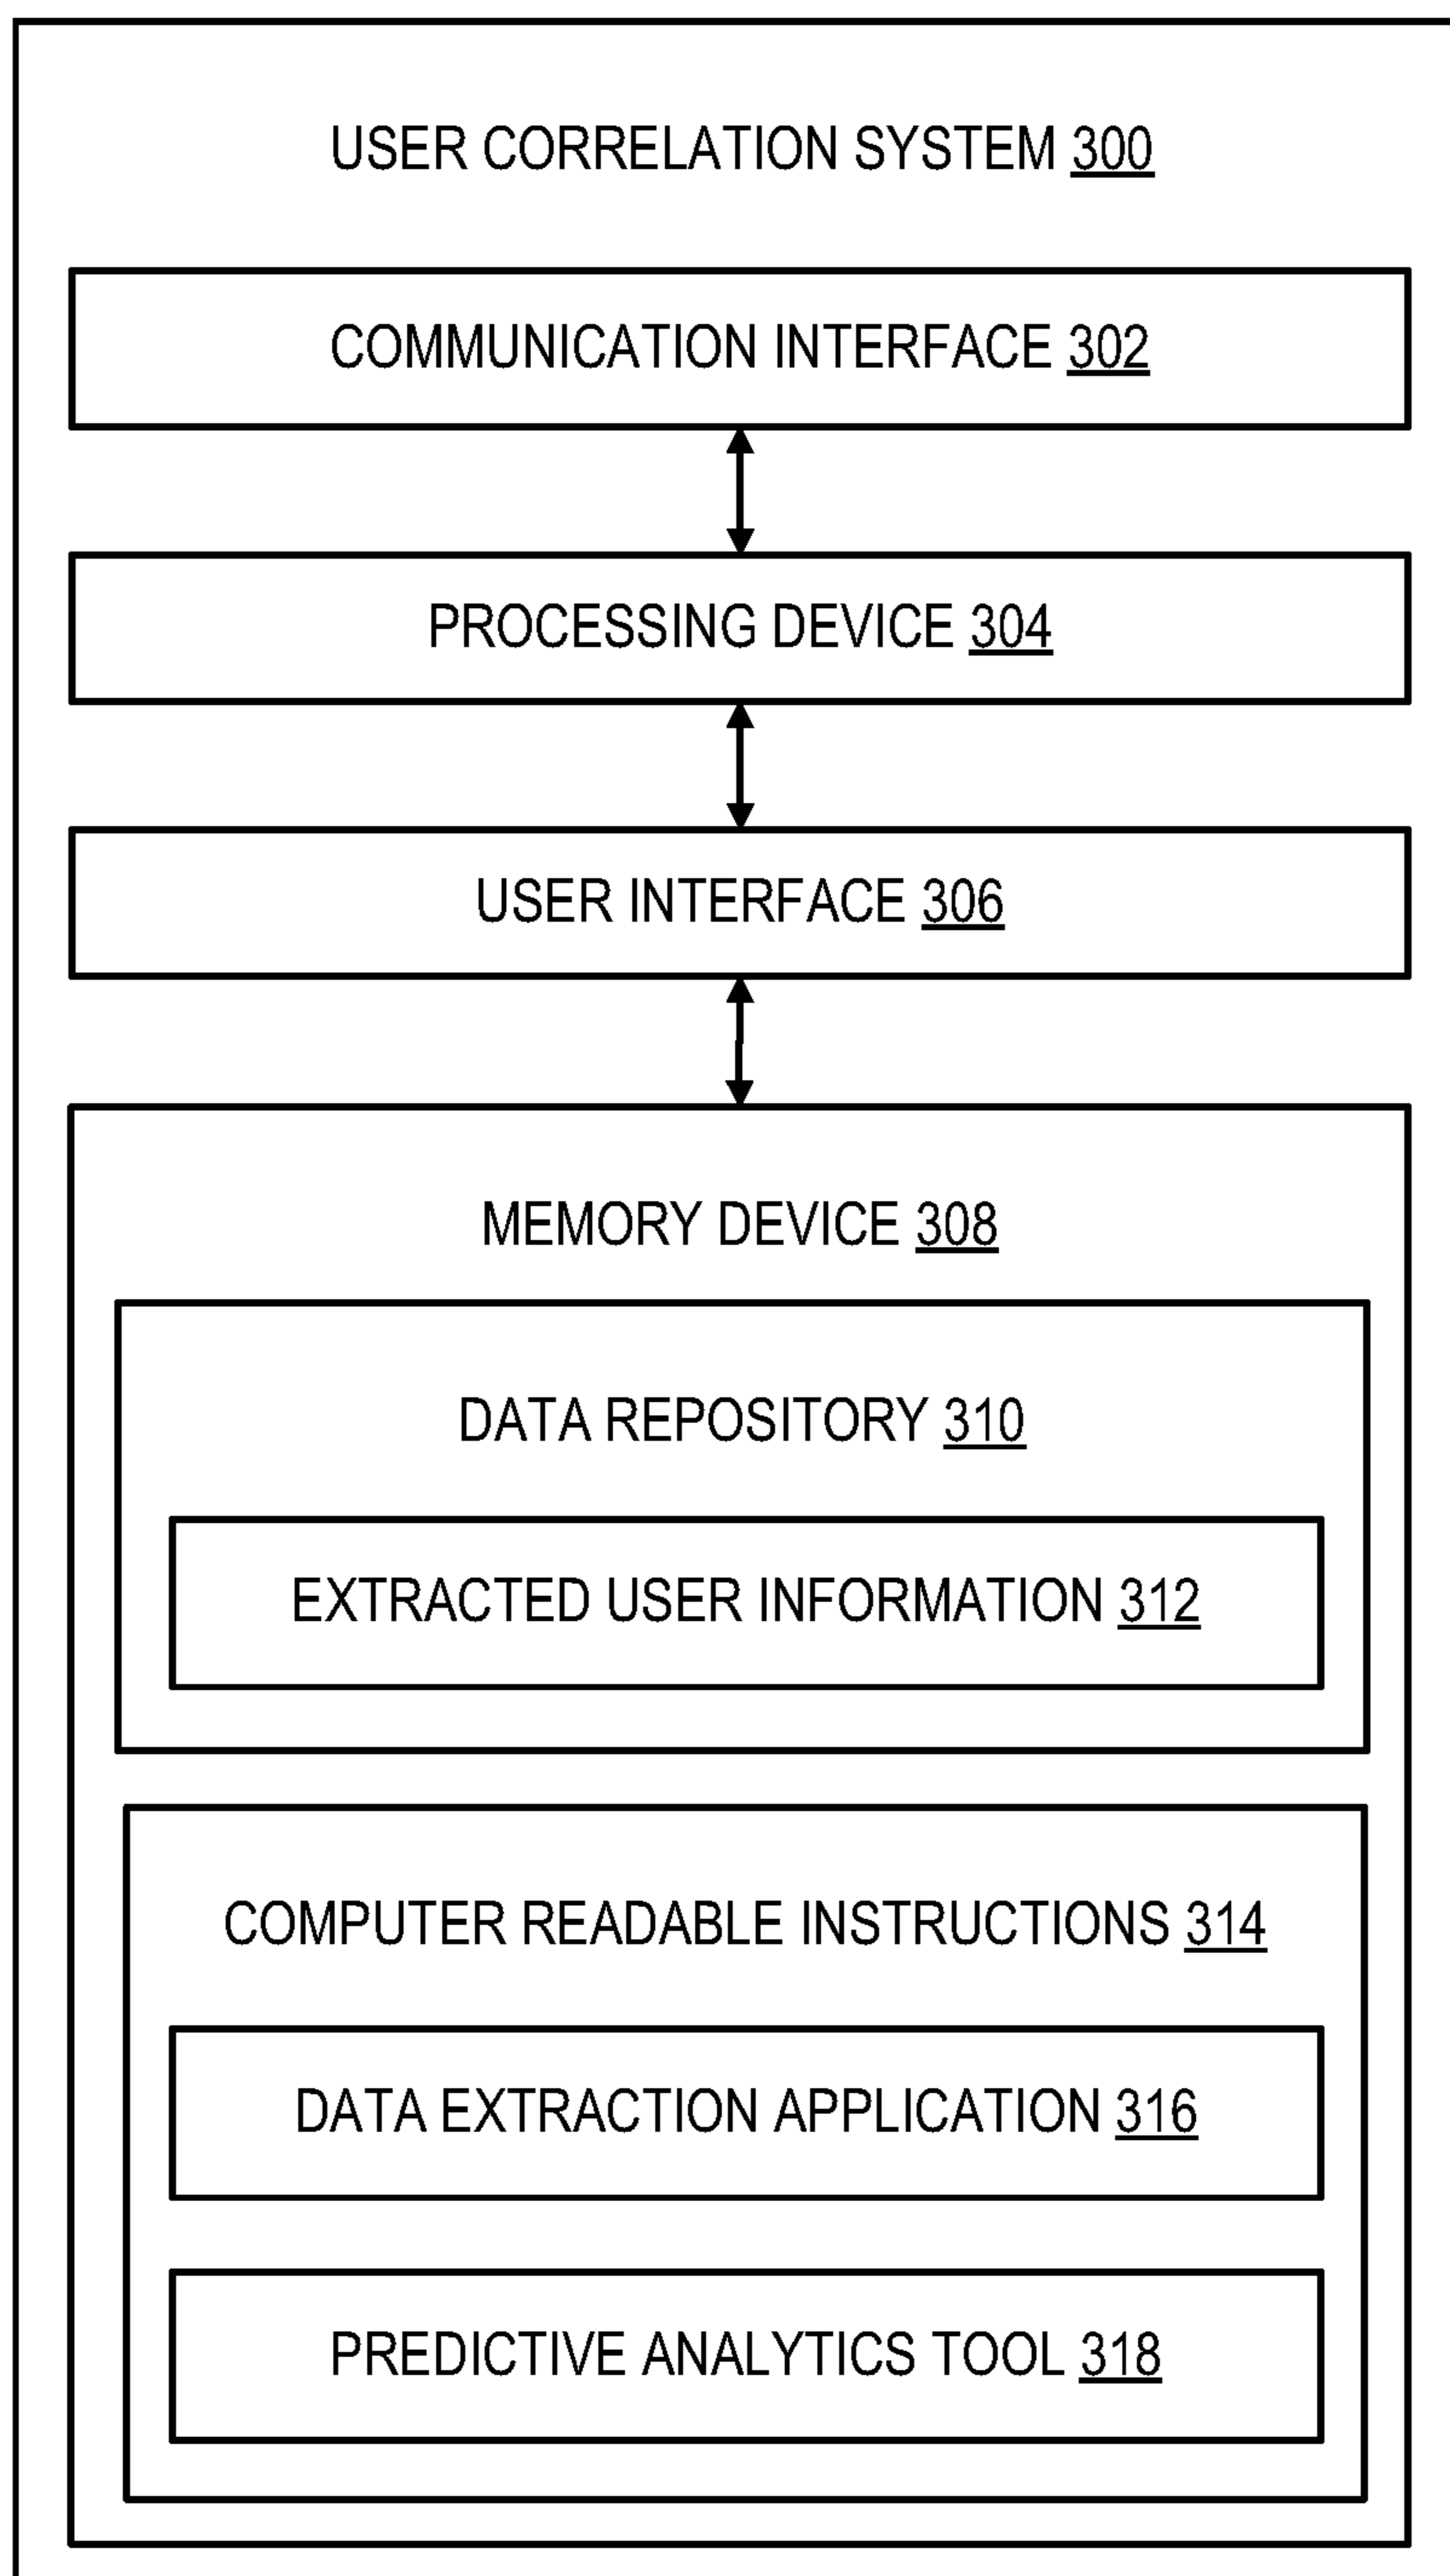 USER CORRELATION SYSTEM 300
COMMUNICATION INTERFACE 302
PROCESSING DEVICE 304
USER INTERFACE 306
MEMORY DEVICE 308
DATA REPOSITORY 310
EXTRACTED USER INFORMATION 312
COMPUTER READABLE INSTRUCTIONS 314
DATA EXTRACTION APPLICATION 316
PREDICTIVE ANALYTICS TOOL 318